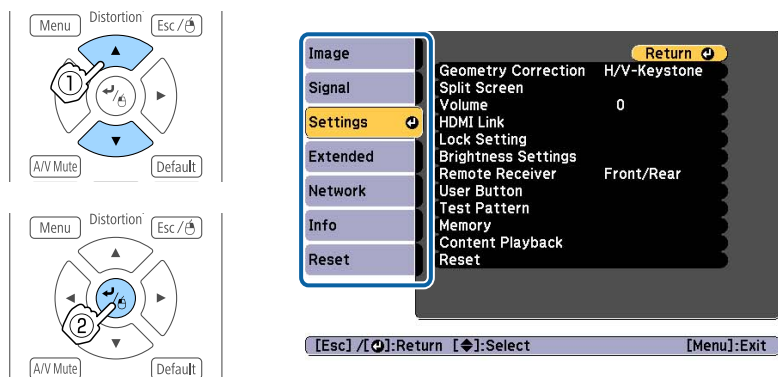 Menu Distortion Esc /
1
A/V Mute Default
Menu Distortion Esc /
2
A/V Mute Default
Image
Signal
Settings
Extended
Network
Info
Reset
Return
Geometry Correction H/V-Keystone
Split Screen
Volume 0
HDMI Link
Lock Setting
Brightness Settings
Remote Receiver Front/Rear
User Button
Test Pattern
Memory
Content Playback
Reset
[Esc] /[ ]:Return [ ]:Select [Menu]:Exit